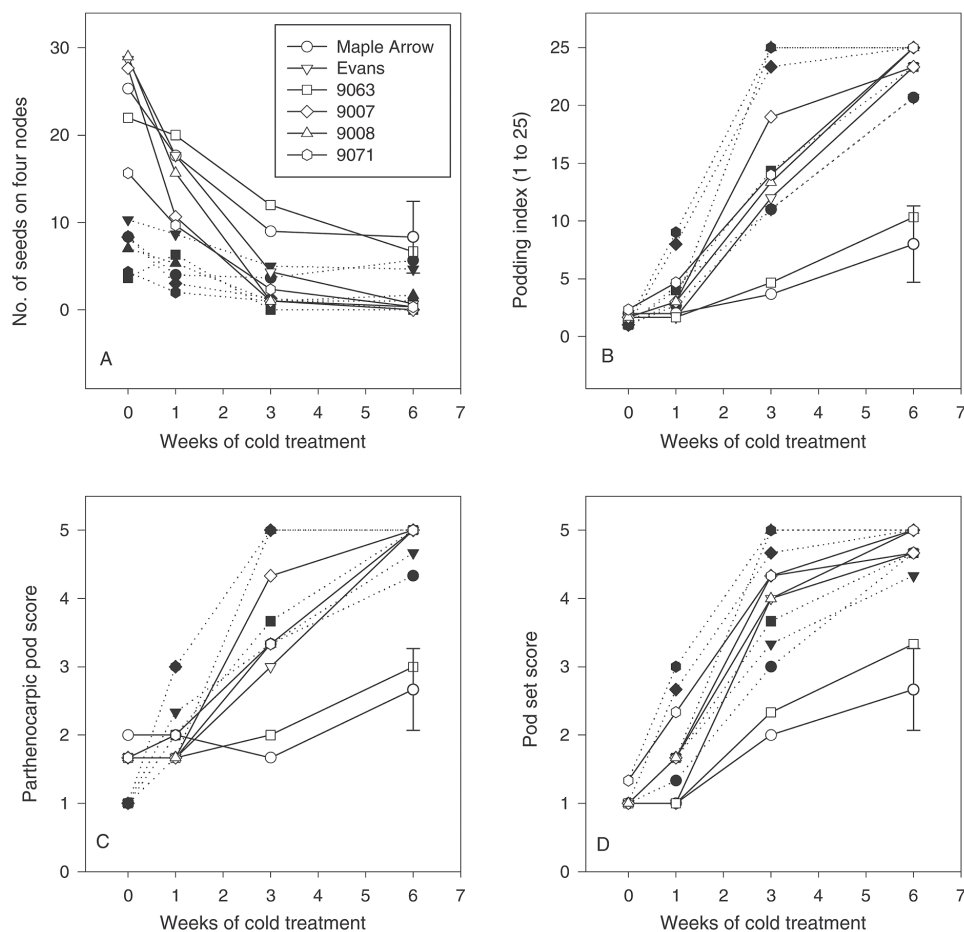 No. of seeds on four nodes
30
20
10
0
Maple Arrow
Evans
9063
9007
9008
9071
A
0 1 2 3 4 5 6 7
Weeks of cold treatment
Podding index (1 to 25)
25
20
15
10
5
0
B
0 1 2 3 4 5 6 7
Weeks of cold treatment
Parthenocarpic pod score
5
4
3
2
1
0
C
0 1 2 3 4 5 6 7
Weeks of cold treatment
Pod set score
5
4
3
2
1
0
D
0 1 2 3 4 5 6 7
Weeks of cold treatment